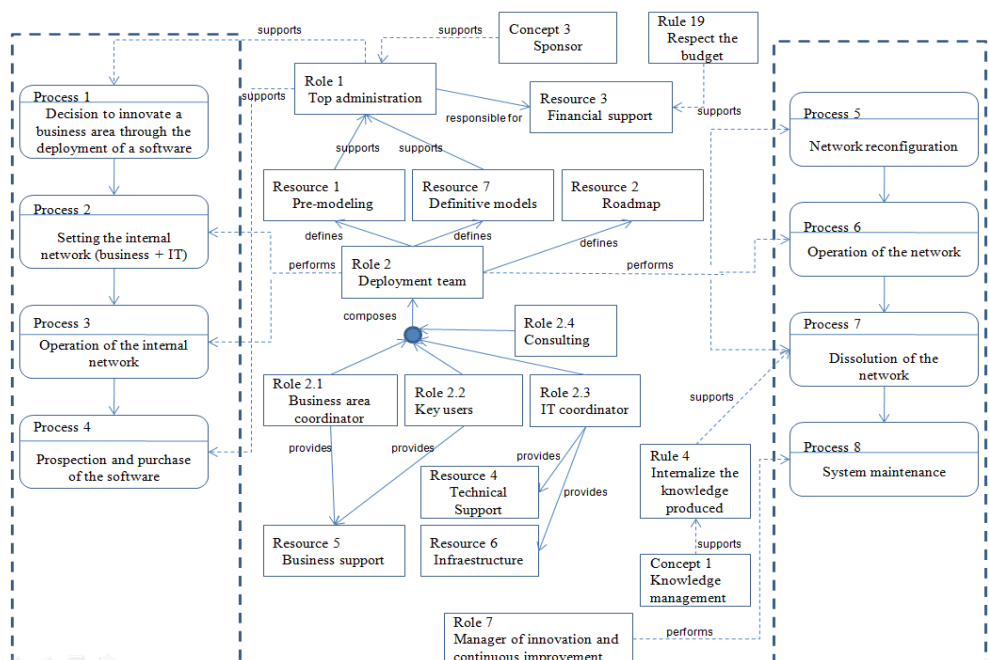 supports
supports
Concept 3
Sponsor
Rule 19
Respect the
budget
Role 1
Top administration
supports
Resource 3
Financial support
responsible for
supports
Process 1
Decision to innovate a
business area through the
deployment of a software
Process 5
Network reconfiguration
supports
supports
Resource 1
Pre-modeling
Resource 7
Definitive models
Resource 2
Roadmap
Process 2
Setting the internal
network (business + IT)
Process 6
Operation of the network
defines
defines
defines
performs
Role 2
Deployment team
performs
composes
Process 3
Operation of the internal
network
Role 2.4
Consulting
Process 7
Dissolution of the
network
Role 2.1
Business area
coordinator
Role 2.2
Key users
Role 2.3
IT coordinator
supports
Process 4
Prospection and purchase
of the software
provides
provides
provides
provides
Resource 4
Technical
Support
Rule 4
Internalize the
knowledge
produced
Process 8
System maintenance
Resource 5
Business support
Resource 6
Infraestructure
supports
Concept 1
Knowledge
management
Role 7
Manager of innovation and
continuous improvement
performs